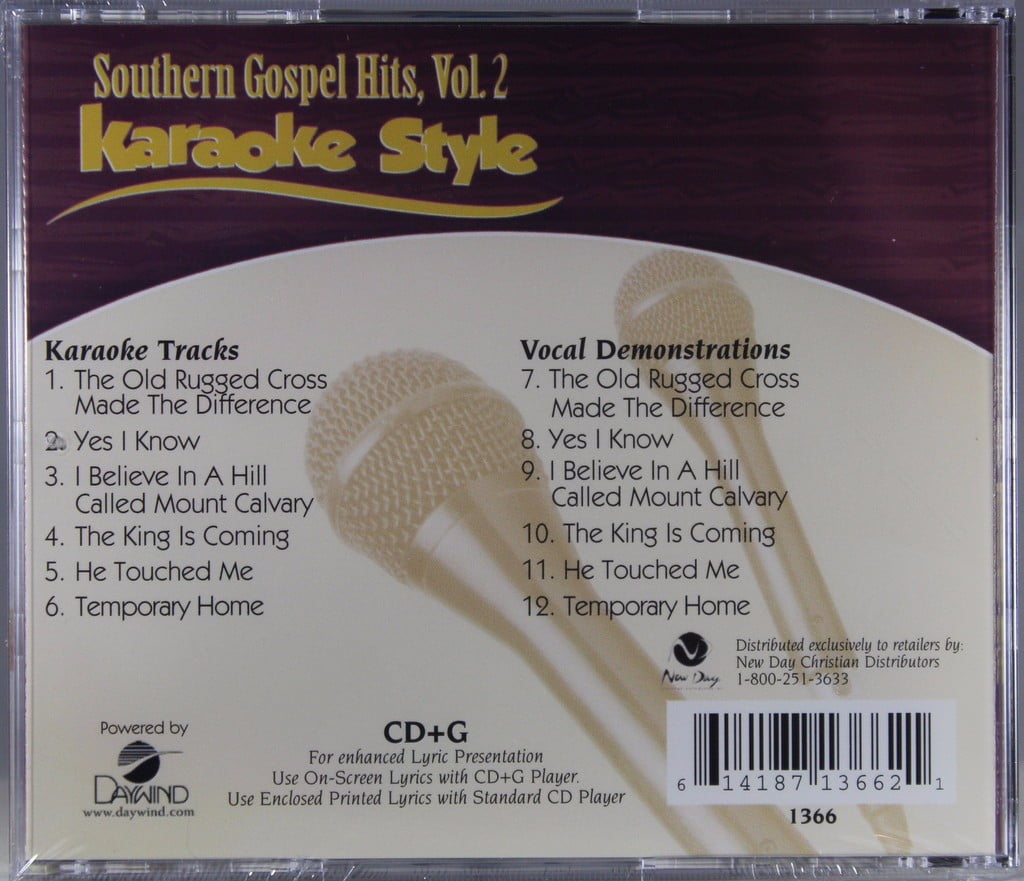 Southern Gospel Hits, Vol. 2
Karaoke Style
Karaoke Tracks
1. The Old Rugged Cross
Made The Difference
2. Yes I Know
3. I Believe In A Hill
Called Mount Calvary
4. The King Is Coming
5. He Touched Me
6. Temporary Home
Vocal Demonstrations
7. The Old Rugged Cross
Made The Difference
8. Yes I Know
9. I Believe In A Hill
Called Mount Calvary
10. The King Is Coming
11. He Touched Me
12. Temporary Home
New Day
Distributed exclusively to retailers by:
New Day Christian Distributors
1-800-251-3633
Powered by
DAYWIND
www.daywind.com
CD+G
For enhanced Lyric Presentation
Use On-Screen Lyrics with CD+G Player.
Use Enclosed Printed Lyrics with Standard CD Player
6 14187 13662 1
1366